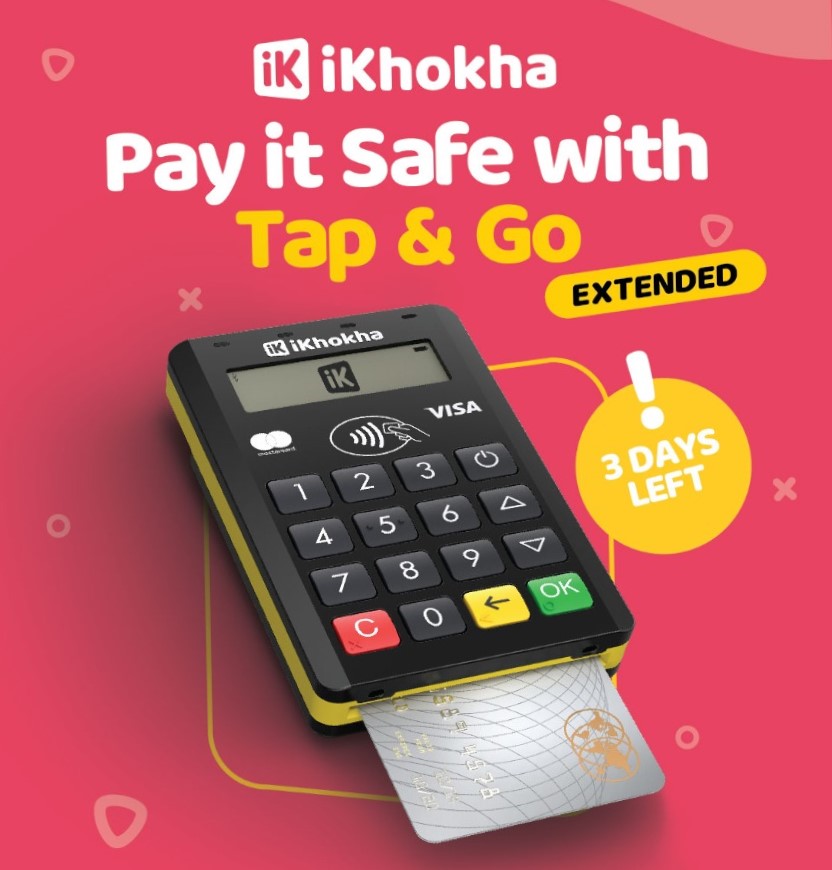 iK iKhokha
Pay it Safe with
Tap & Go
EXTENDED
iK iKhokha
iK
VISA
mastercard
3 DAYS
LEFT
1 2 3
4 5 6
7 8 9
C 0 ← OK